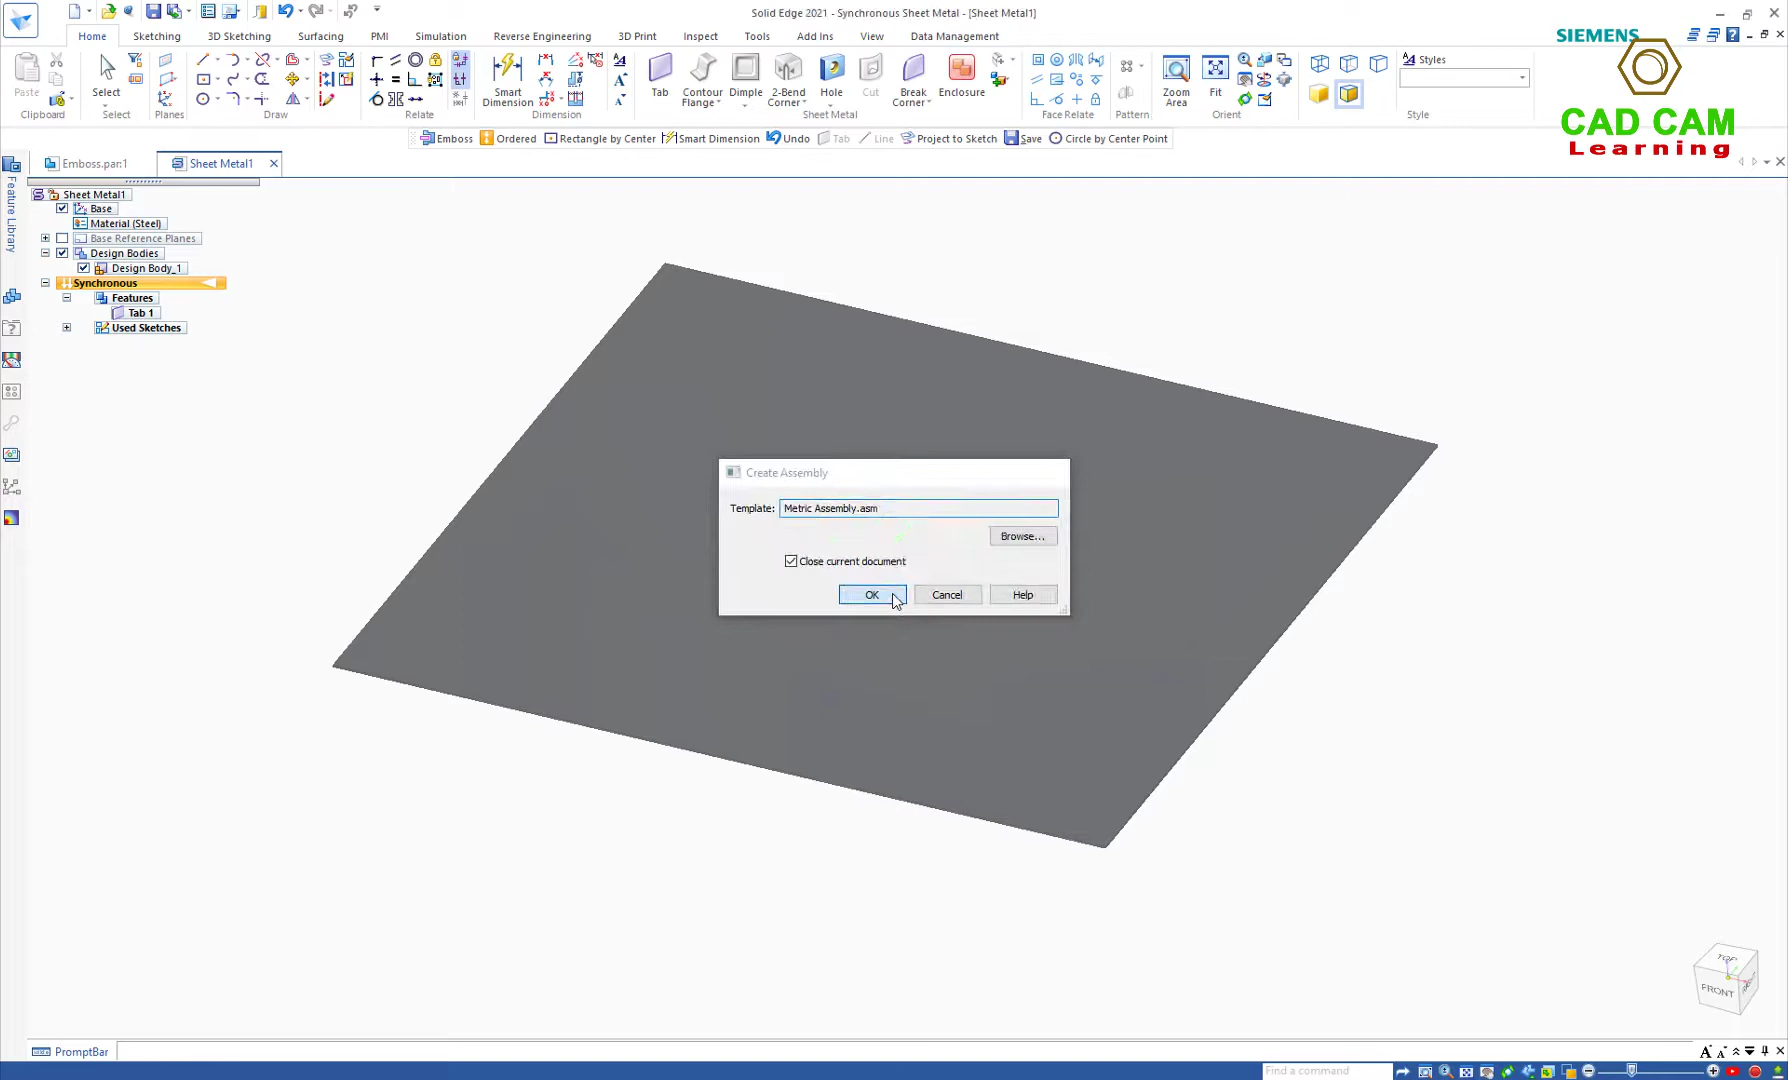 Solid Edge 2021 - Synchronous Sheet Metal - [Sheet Metal1]
Home Sketching 3D Sketching Surfacing PMI Simulation Reverse Engineering 3D Print Inspect Tools Add Ins View Data Management
SIEMENS
CAD CAM
Learning
Paste
Clipboard
Select
Select
Planes
Draw
Relate
Smart Dimension
Dimension
Tab
Contour Flange
Dimple
2-Bend Corner
Hole
Cut
Break Corner
Enclosure
Sheet Metal
Face Relate
Pattern
Zoom Area
Fit
Orient
Styles
Style
Emboss Ordered Rectangle by Center Smart Dimension Undo Tab Line Project to Sketch Save Circle by Center Point
Emboss.par:1 Sheet Metal1
Feature Library
Sheet Metal1
Base
Material (Steel)
Base Reference Planes
Design Bodies
Design Body_1
Synchronous
Features
Tab 1
Used Sketches
Create Assembly
Template: Metric Assembly.asm
Browse...
Close current document
OK Cancel Help
TOP
FRONT
PromptBar
Find a command